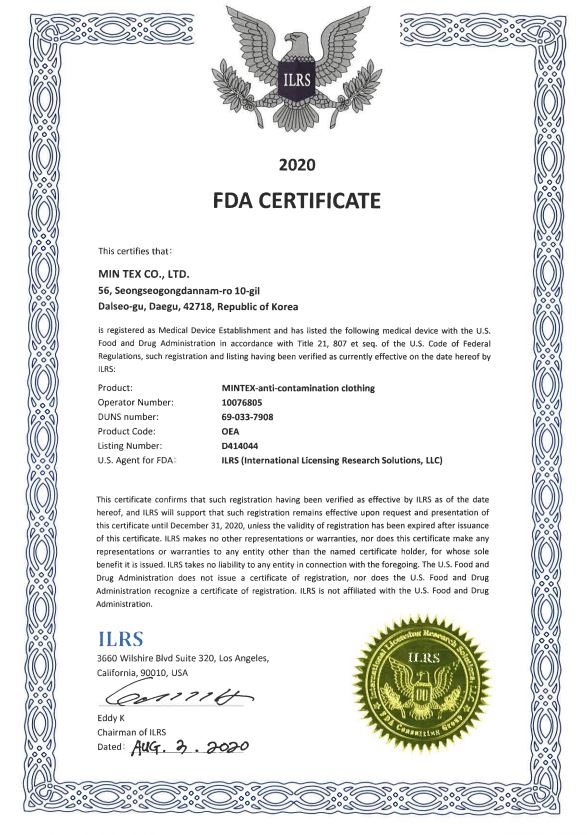 ILRS
2020
FDA CERTIFICATE
This certifies that:
MIN TEX CO., LTD.
56, Seongseogongdannam-ro 10-gil
Dalseo-gu, Daegu, 42718, Republic of Korea
is registered as Medical Device Establishment and has listed the following medical device with the U.S.
Food and Drug Administration in accordance with Title 21, 807 et seq. of the U.S. Code of Federal
Regulations, such registration and listing having been verified as currently effective on the date hereof by
ILRS:
Product: MINTEX-anti-contamination clothing
Operator Number: 10076805
DUNS number: 69-033-7908
Product Code: OEA
Listing Number: D414044
U.S. Agent for FDA: ILRS (International Licensing Research Solutions, LLC)
This certificate confirms that such registration having been verified as effective by ILRS as of the date
hereof, and ILRS will support that such registration remains effective upon request and presentation of
this certificate until December 31, 2020, unless the validity of registration has been expired after issuance
of this certificate. ILRS makes no other representations or warranties, nor does this certificate make any
representations or warranties to any entity other than the named certificate holder, for whose sole
benefit it is issued. ILRS takes no liability to any entity in connection with the foregoing. The U.S. Food and
Drug Administration does not issue a certificate of registration, nor does the U.S. Food and Drug
Administration recognize a certificate of registration. ILRS is not affiliated with the U.S. Food and Drug
Administration.
ILRS
3660 Wilshire Blvd Suite 320, Los Angeles,
California, 90010, USA
Eddy K
Chairman of ILRS
Dated: AUG. 3. 2020
International Licensing Research Solutions, LLC
ILRS
FDA Consulting Group